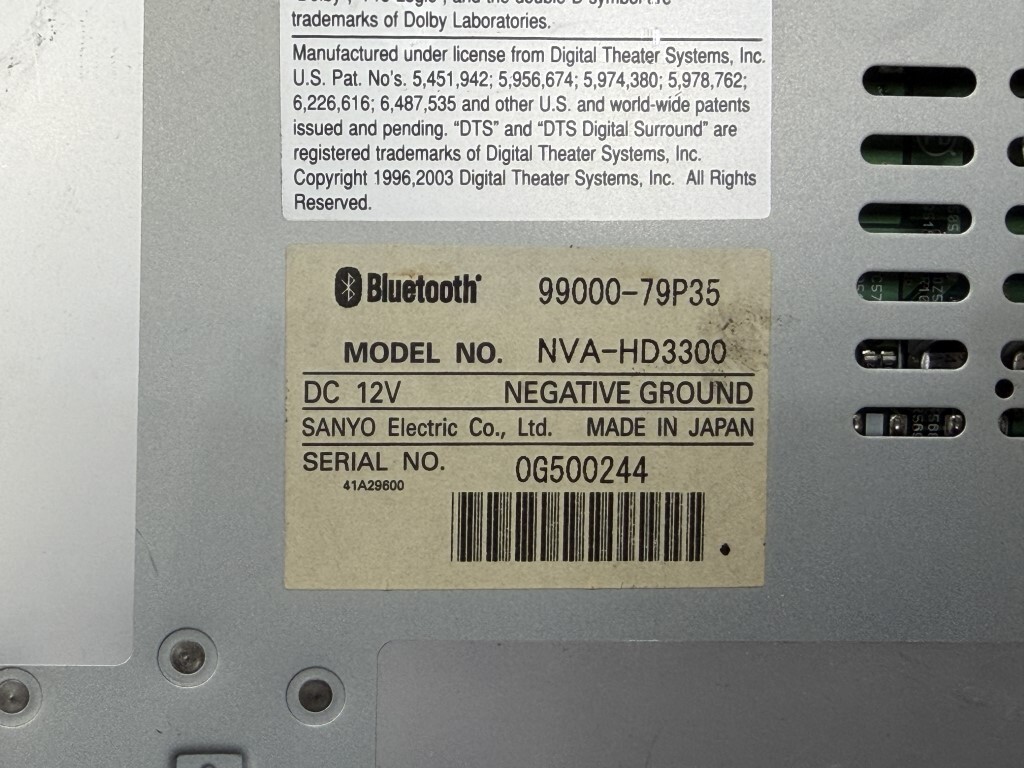 trademarks of Dolby Laboratories.
Manufactured under license from Digital Theater Systems, Inc.
U.S. Pat. No's. 5,451,942; 5,956,674; 5,974,380; 5,978,762;
6,226,616; 6,487,535 and other U.S. and world-wide patents
issued and pending. “DTS” and “DTS Digital Surround” are
registered trademarks of Digital Theater Systems, Inc.
Copyright 1996,2003 Digital Theater Systems, Inc. All Rights
Reserved.
Bluetooth 99000-79P35
MODEL NO. NVA-HD3300
DC 12V NEGATIVE GROUND
SANYO Electric Co., Ltd. MADE IN JAPAN
SERIAL NO. 0G500244
41A29600